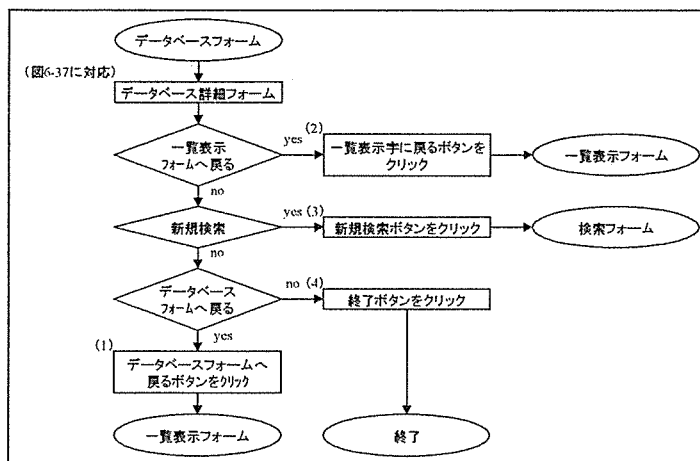 データベースフォーム
(図6-37に対応)
データベース詳細フォーム
一覧表示
フォームへ戻る
yes (2)
一覧表示字に戻るボタンを
クリック
一覧表示フォーム
no
新規検索
yes (3)
新規検索ボタンをクリック
検索フォーム
no
データベース
フォームへ戻る
no (4)
終了ボタンをクリック
yes
(1)
データベースフォームへ
戻るボタンをクリック
一覧表示フォーム
終了